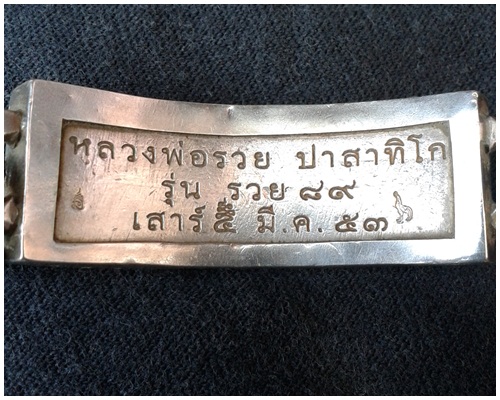 หลวงพ่อรวย ปาสาทิโก
รุ่น รวย ๘๙
เสาร์ ๕ มี.ค. ๕๓